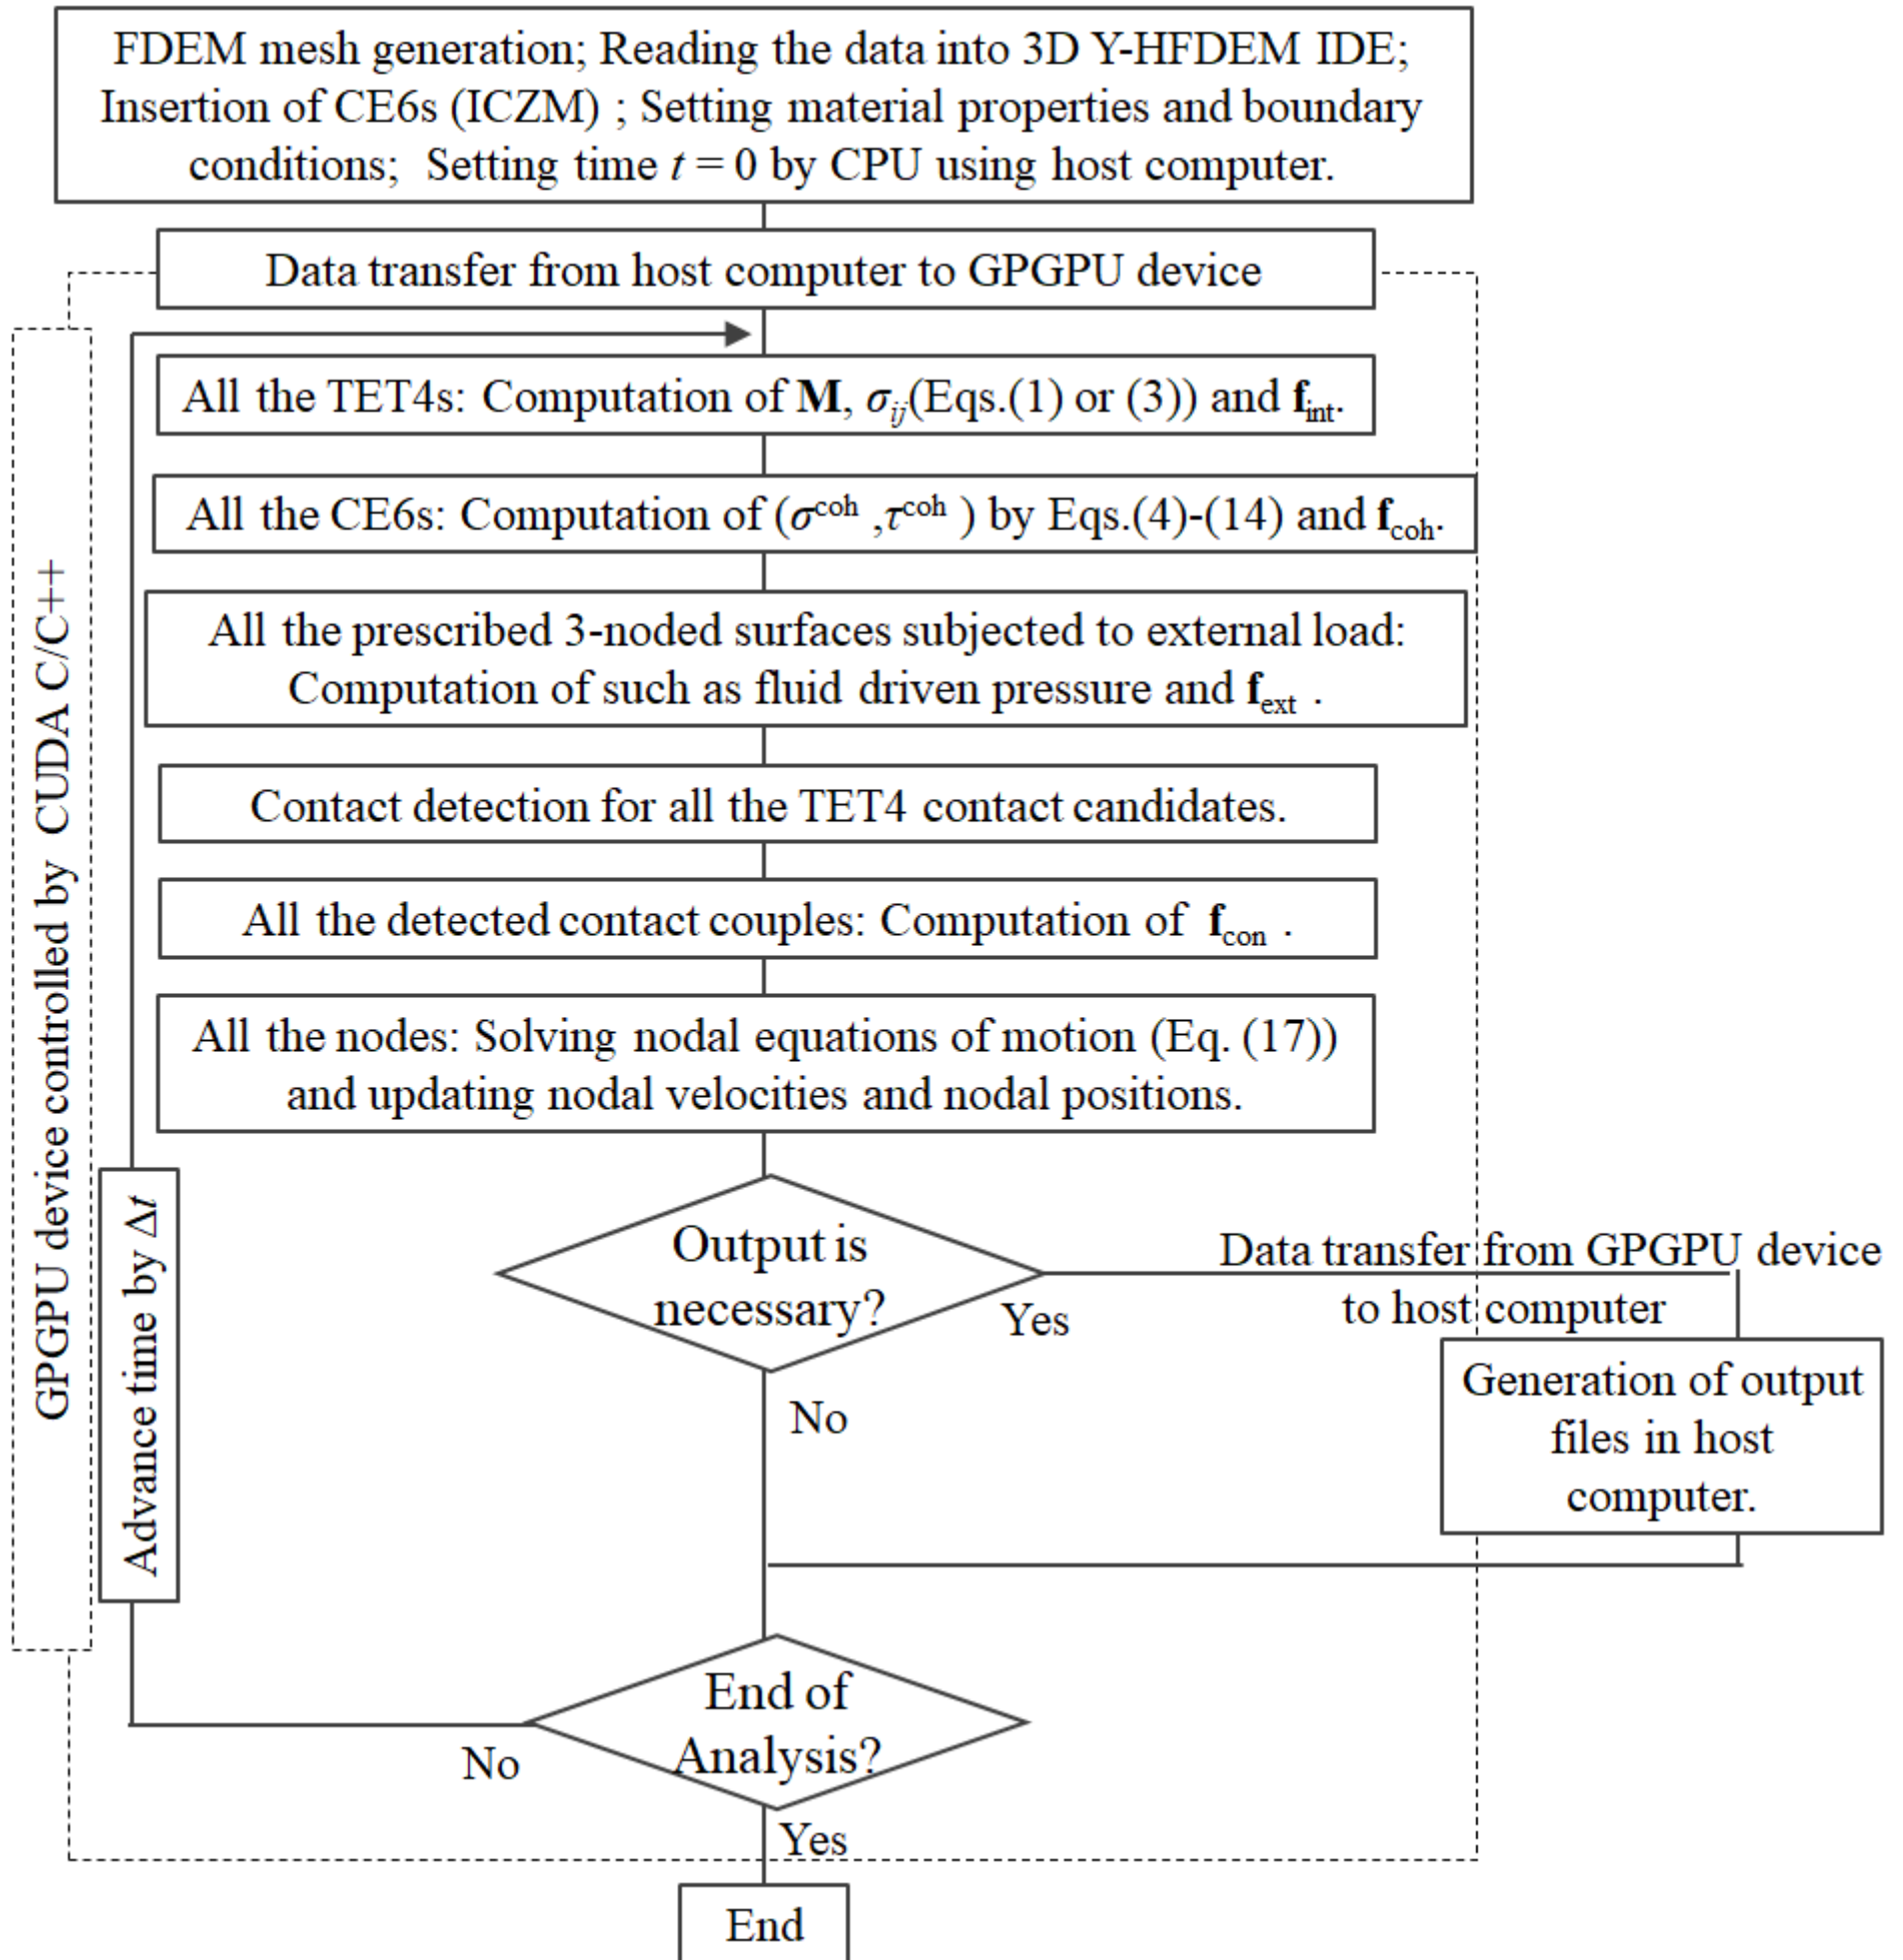 FDEM mesh generation; Reading the data into 3D Y-HFDEM IDE;
Insertion of CE6s (ICZM) ; Setting material properties and boundary
conditions; Setting time t = 0 by CPU using host computer.
Data transfer from host computer to GPGPU device
All the TET4s: Computation of M, σij(Eqs.(1) or (3)) and fint.
All the CE6s: Computation of (σcoh ,τcoh ) by Eqs.(4)-(14) and fcoh.
All the prescribed 3-noded surfaces subjected to external load:
Computation of such as fluid driven pressure and fext .
Contact detection for all the TET4 contact candidates.
All the detected contact couples: Computation of fcon .
All the nodes: Solving nodal equations of motion (Eq. (17))
and updating nodal velocities and nodal positions.
GPGPU device controlled by CUDA C/C++
Advance time by Δt
Output is
necessary?
Yes
Data transfer from GPGPU device
to host computer
Generation of output
files in host
computer.
No
End of
Analysis?
No
Yes
End